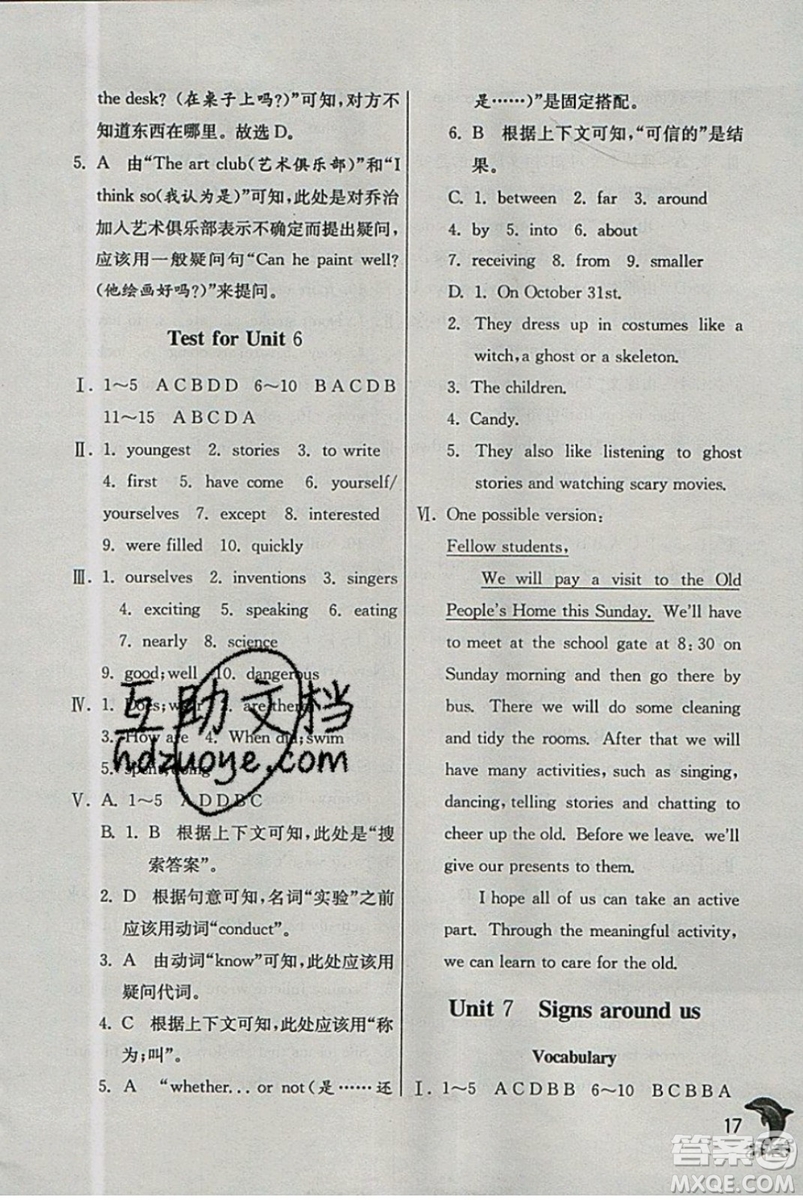 the desk? (在桌子上吗?)”可知,对方不
知道东西在哪里。故选 D。
5. A 由“The art club(艺术俱乐部)”和“I
think so(我认为是)”可知,此处是对乔治
加入艺术俱乐部表示不确定而提出疑问,
应该用一般疑问句“Can he paint well?
(他绘画好吗?)”来提问。
Test for Unit 6
Ⅰ. 1～5 A C B D D 6～10 B A C D B
11～15 A C B D A
Ⅱ. 1. youngest 2. stories 3. to write
4. first 5. have come 6. yourself/
yourselves 7. except 8. interested
9. were filled 10. quickly
Ⅲ. 1. ourselves 2. inventions 3. singers
4. exciting 5. speaking 6. eating
7. nearly 8. science
9. good;well 10. dangerous
Ⅳ. 1. Does;wear 2. are there
3. How are 4. When did;swim
5.
Ⅴ. A. 1～5 A D D B C
B. 1. B 根据上下文可知,此处是“搜
索答案”。
2. D 根据句意可知,名词“实验”之前
应该用动词“conduct”。
3. A 由动词“know”可知,此处应该用
疑问代词。
4. C 根据上下文可知,此处应该用“称
为;叫”。
5. A “whether... or not(是……还
是……)”是固定搭配。
6. B 根据上下文可知,“可信的”是结
果。
C. 1. between 2. far 3. around
4. by 5. into 6. about
7. receiving 8. from 9. smaller
D. 1. On October 31st.
2. They dress up in costumes like a
witch, a ghost or a skeleton.
3. The children.
4. Candy.
5. They also like listening to ghost
stories and watching scary movies.
Ⅵ. One possible version:
Fellow students,
We will pay a visit to the Old
People's Home this Sunday. We'll have
to meet at the school gate at 8:30 on
Sunday morning and then get there by
bus. We are going to do some cleaning
and tidy the rooms. After that, we will
have many activities, such as singing,
dancing, telling stories and chatting to
cheer up the old. Before we leave. we'll
give our presents to them.
I hope all of us can take an active
part. Through the meaningful activity,
we can learn to care for the old.
Unit 7 Signs around us
Vocabulary
Ⅰ. 1～5 A C D B B 6～10 B C B B A
17
互助文档
hdzuoye.com
答案圈
MXQE.COM